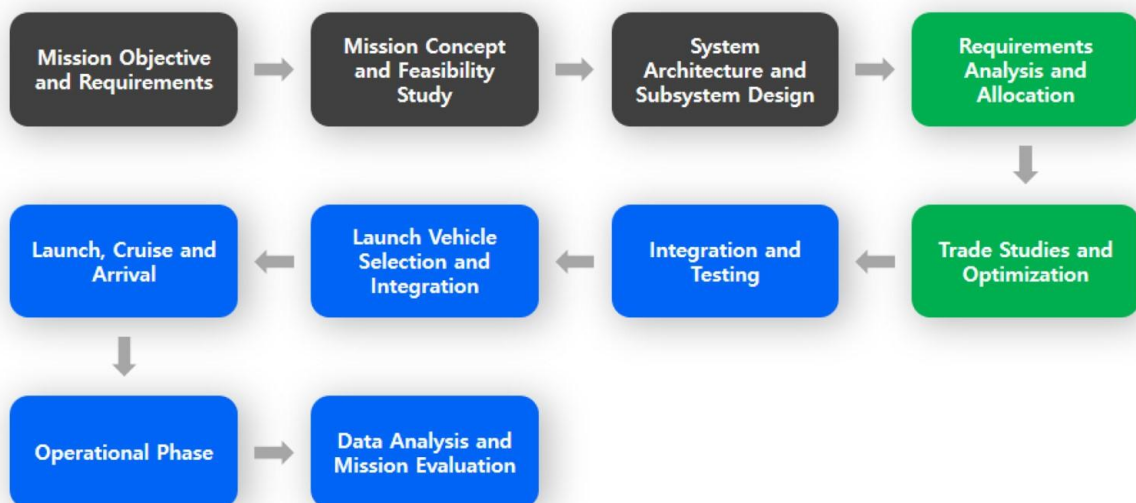 Mission Objective
and Requirements
Mission Concept
and Feasibility
Study
System
Architecture and
Subsystem Design
Requirements
Analysis and
Allocation
Launch, Cruise and
Arrival
Launch Vehicle
Selection and
Integration
Integration and
Testing
Trade Studies and
Optimization
Operational Phase
Data Analysis and
Mission Evaluation